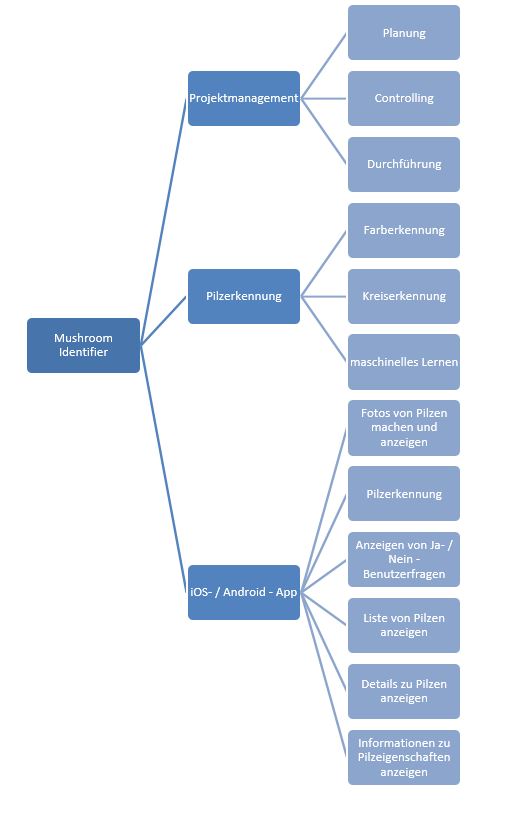 Planung
Projektmanagement
Controlling
Durchführung
Farberkennung
Pilzerkennung
Kreiserkennung
Mushroom
Identifier
maschinelles Lernen
Fotos von Pilzen
machen und
anzeigen
Pilzerkennung
Anzeigen von Ja- /
Nein -
Benutzerfragen
iOS- / Android - App
Liste von Pilzen
anzeigen
Details zu Pilzen
anzeigen
Informationen zu
Pilzeigenschaften
anzeigen